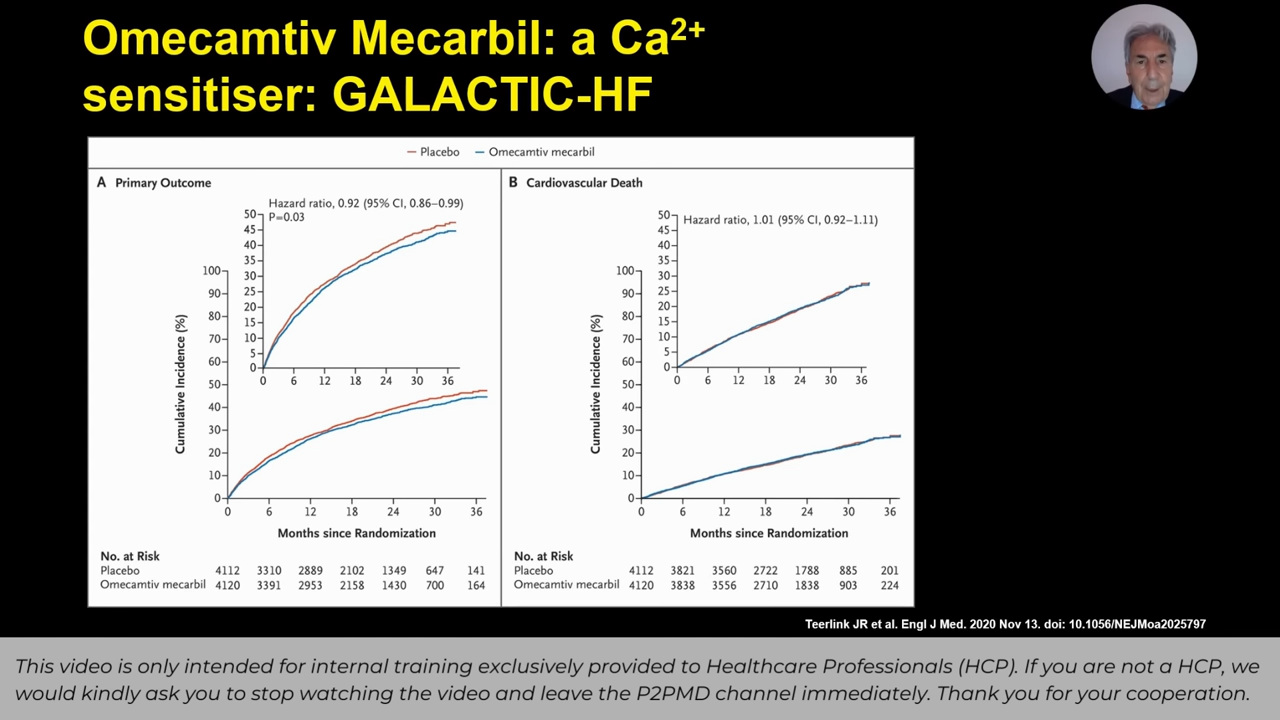 Omecamtiv Mecarbil: a Ca2+
sensitiser: GALACTIC-HF
Placebo Omecamtiv mecarbil
A Primary Outcome
Hazard ratio, 0.92 (95% CI, 0.86–0.99)
P=0.03
50
45
40
35
30
25
20
15
10
5
0
0 6 12 18 24 30 36
Cumulative Incidence (%)
100
90
80
70
60
50
40
30
20
10
0
0 6 12 18 24 30 36
Months since Randomization
No. at Risk
Placebo 4112 3310 2889 2102 1349 647 141
Omecamtiv mecarbil 4120 3391 2953 2158 1430 700 164
B Cardiovascular Death
Hazard ratio, 1.01 (95% CI, 0.92–1.11)
50
45
40
35
30
25
20
15
10
5
0
0 6 12 18 24 30 36
Cumulative Incidence (%)
100
90
80
70
60
50
40
30
20
10
0
0 6 12 18 24 30 36
Months since Randomization
No. at Risk
Placebo 4112 3821 3560 2722 1788 885 201
Omecamtiv mecarbil 4120 3838 3556 2710 1838 903 224
Teerlink JR et al. Engl J Med. 2020 Nov 13. doi: 10.1056/NEJMoa2025797
This video is only intended for internal training exclusively provided to Healthcare Professionals (HCP). If you are not a HCP, we
would kindly ask you to stop watching the video and leave the P2PMD channel immediately. Thank you for your cooperation.